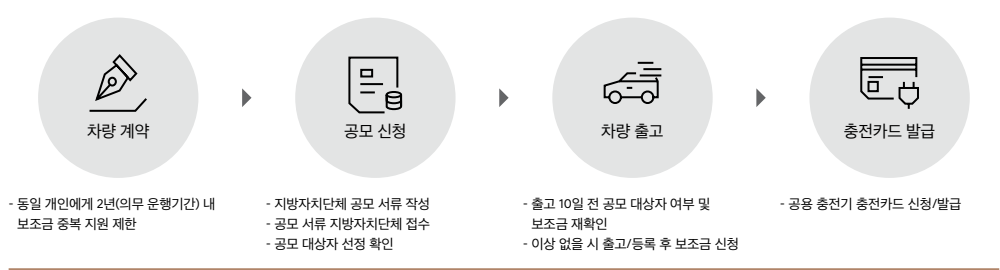 차량 계약
공모 신청
차량 출고
충전카드 발급
- 동일 개인에게 2년(의무 운행기간) 내
보조금 중복 지원 제한
- 지방자치단체 공모 서류 작성
- 공모 서류 지방자치단체 접수
- 공모 대상자 선정 확인
- 출고 10일 전 공모 대상자 여부 및
보조금 재확인
- 이상 없을 시 출고/등록 후 보조금 신청
- 공용 충전기 충전카드 신청/발급